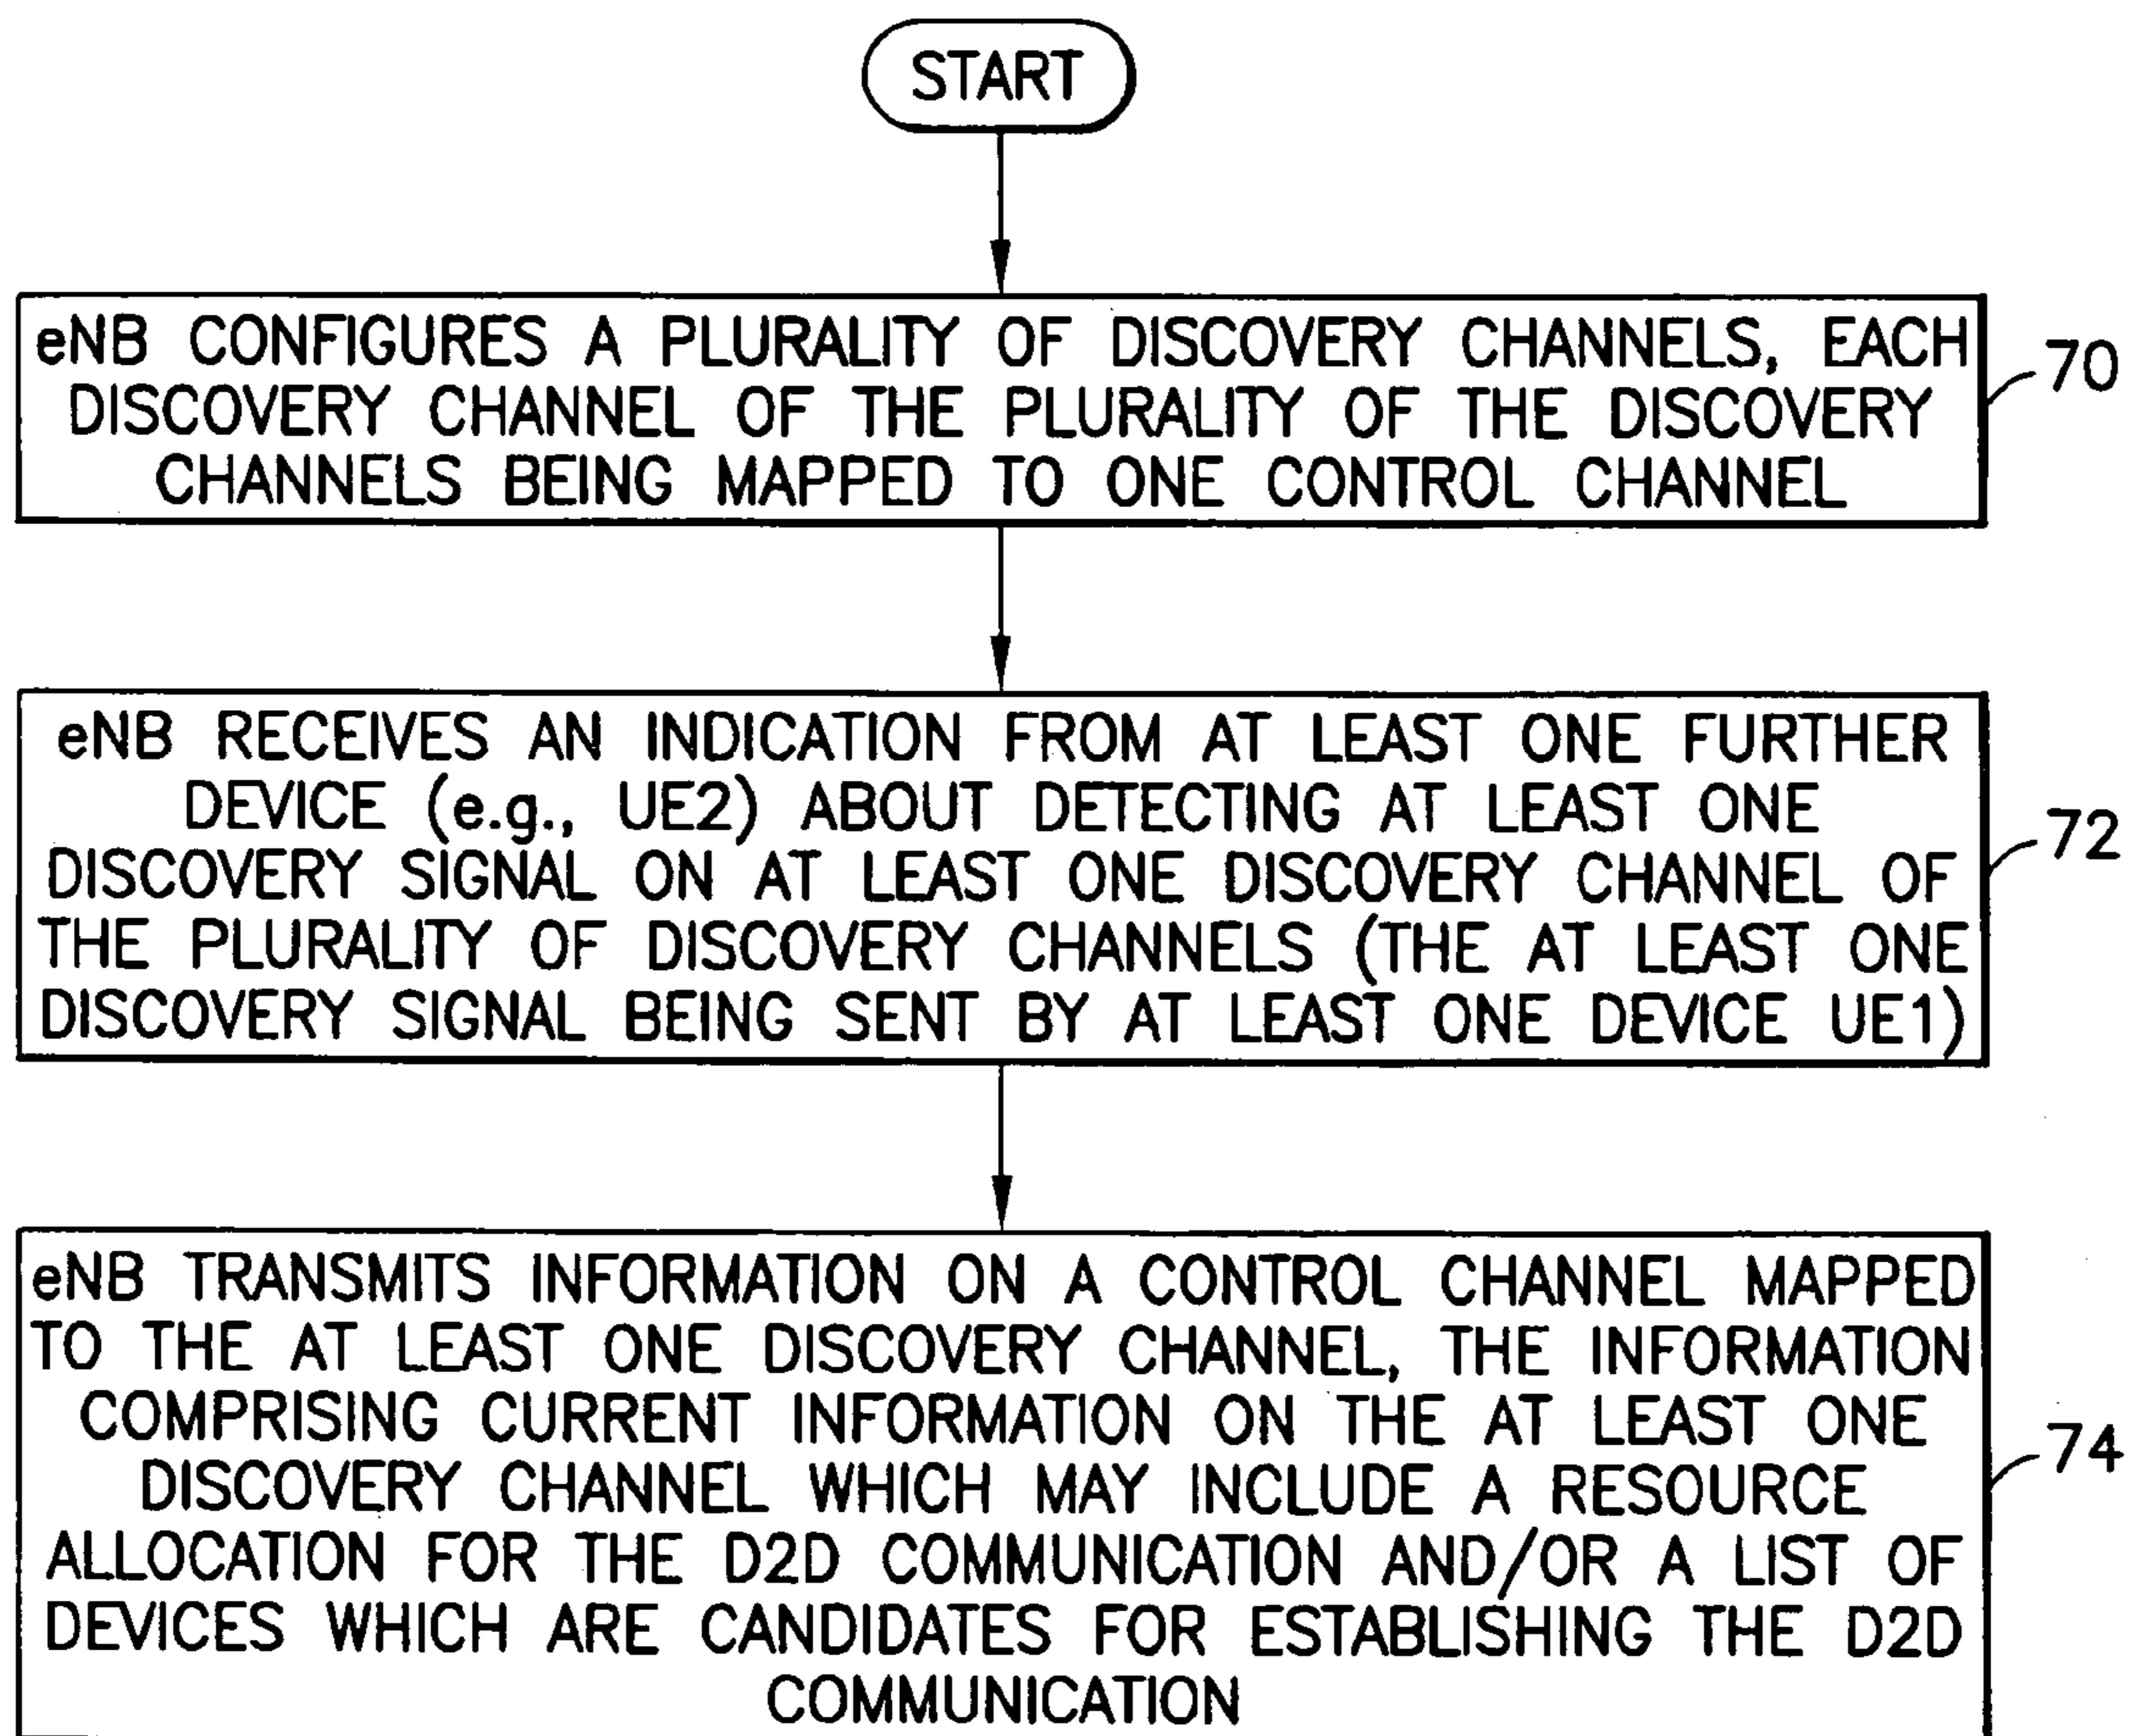 START
eNB CONFIGURES A PLURALITY OF DISCOVERY CHANNELS, EACH
DISCOVERY CHANNEL OF THE PLURALITY OF THE DISCOVERY
CHANNELS BEING MAPPED TO ONE CONTROL CHANNEL
70
eNB RECEIVES AN INDICATION FROM AT LEAST ONE FURTHER
DEVICE (e.g., UE2) ABOUT DETECTING AT LEAST ONE
DISCOVERY SIGNAL ON AT LEAST ONE DISCOVERY CHANNEL OF
THE PLURALITY OF DISCOVERY CHANNELS (THE AT LEAST ONE
DISCOVERY SIGNAL BEING SENT BY AT LEAST ONE DEVICE UE1)
72
eNB TRANSMITS INFORMATION ON A CONTROL CHANNEL MAPPED
TO THE AT LEAST ONE DISCOVERY CHANNEL, THE INFORMATION
COMPRISING CURRENT INFORMATION ON THE AT LEAST ONE
DISCOVERY CHANNEL WHICH MAY INCLUDE A RESOURCE
ALLOCATION FOR THE D2D COMMUNICATION AND/OR A LIST OF
DEVICES WHICH ARE CANDIDATES FOR ESTABLISHING THE D2D
COMMUNICATION
74